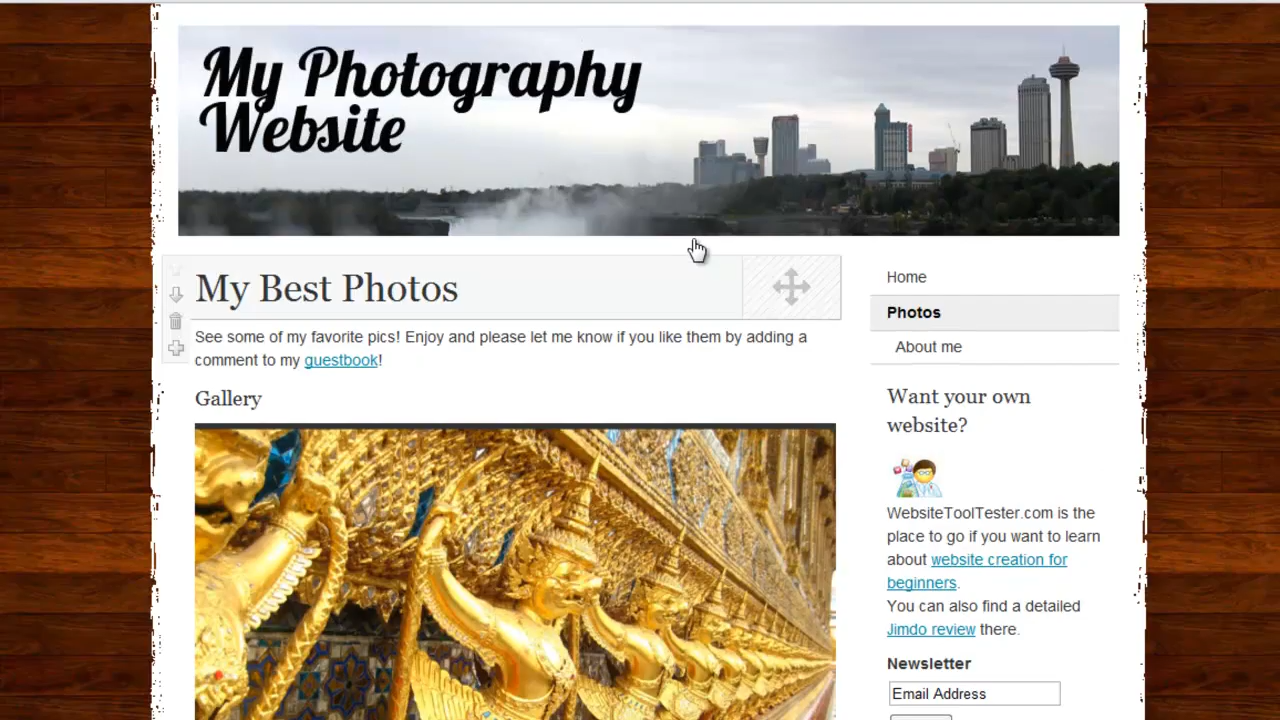 My Photography
Website
My Best Photos
See some of my favorite pics! Enjoy and please let me know if you like them by adding a
comment to my guestbook!
Gallery
Home
Photos
About me
Want your own
website?
WebsiteToolTester.com is the
place to go if you want to learn
about website creation for
beginners.
You can also find a detailed
Jimdo review there.
Newsletter
Email Address